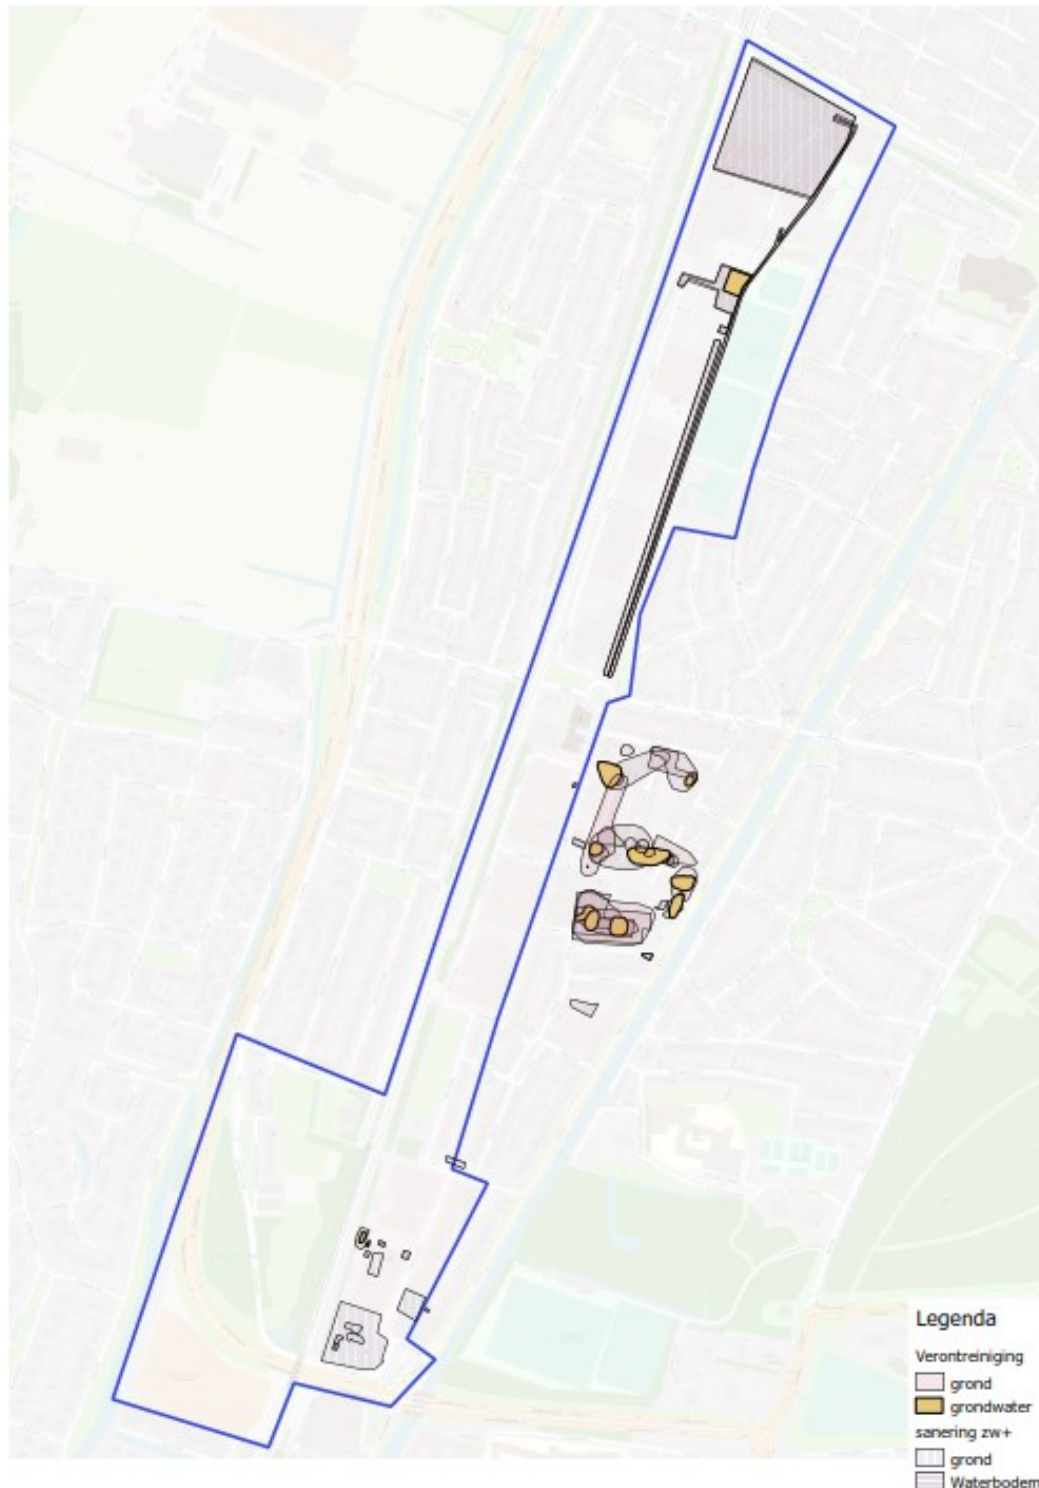 Legenda
Verontreiniging
grond
grondwater
sanering zw+
grond
Waterbodem